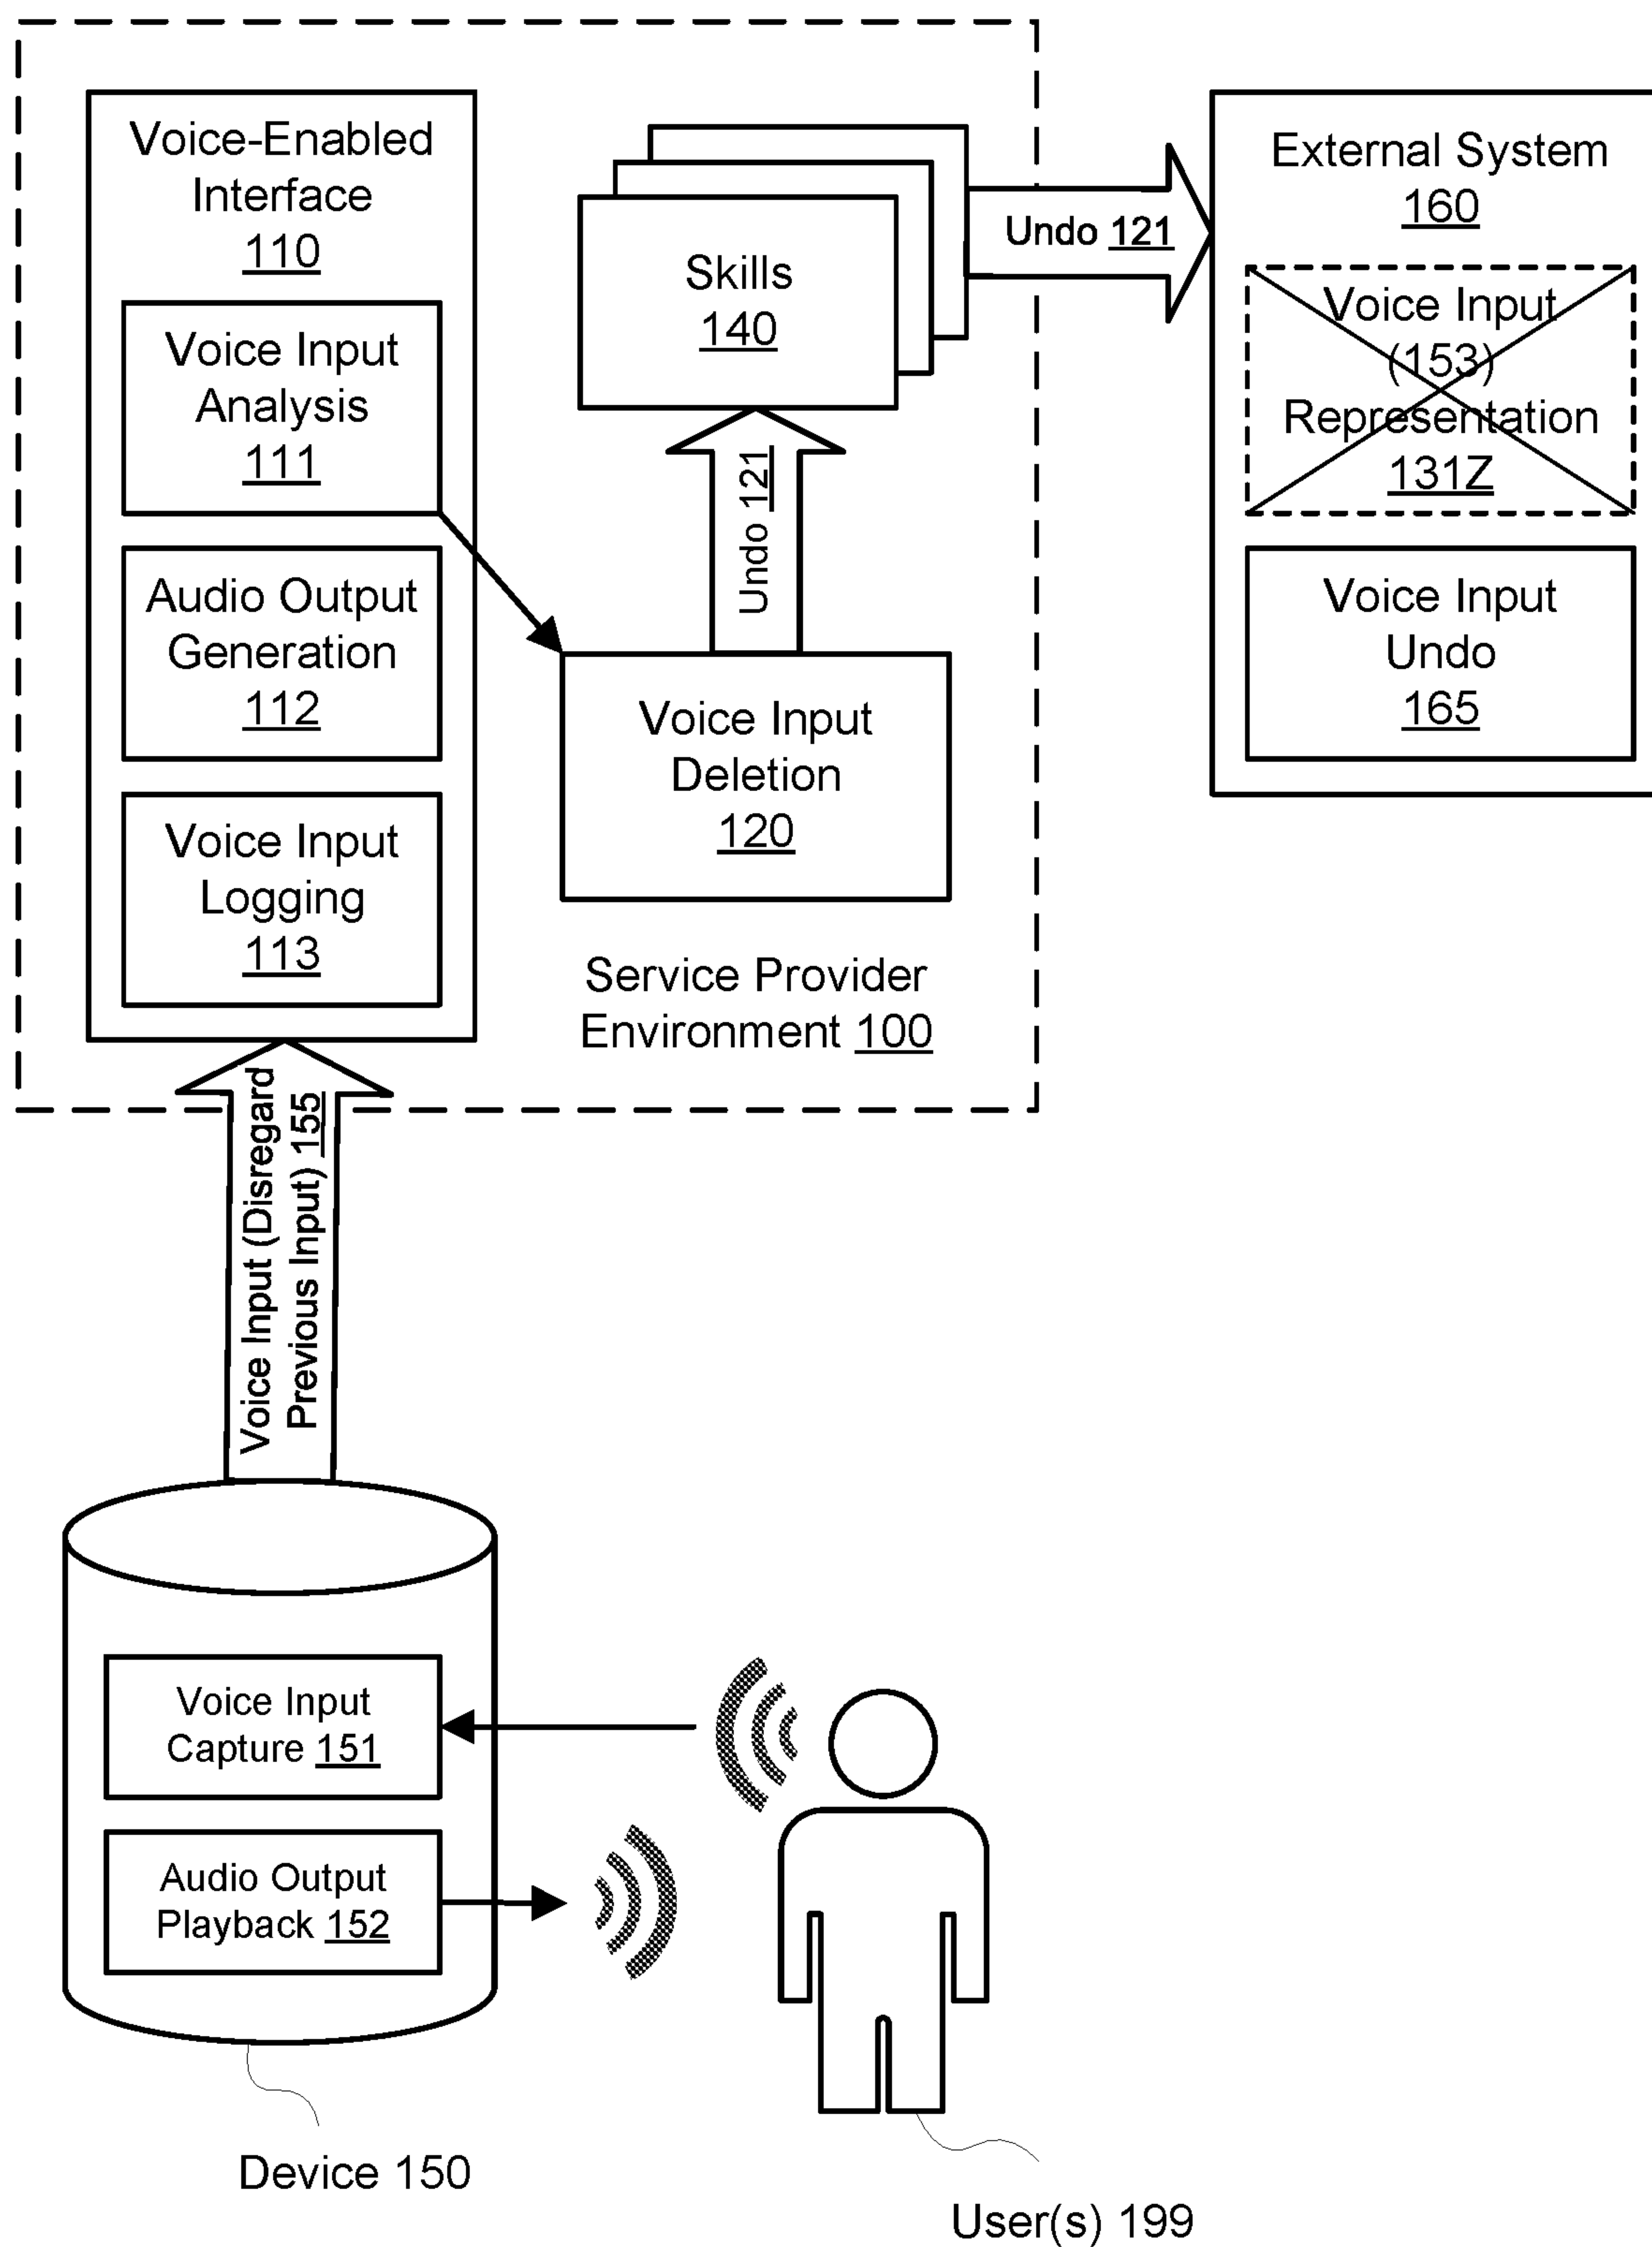 Voice-Enabled
Interface
110
Voice Input
Analysis
111
Audio Output
Generation
112
Voice Input
Logging
113
Skills
140
Undo 121
Undo 121
Voice Input
Deletion
120
Service Provider
Environment 100
External System
160
Voice Input
(153)
Representation
131Z
Voice Input
Undo
165
Voice Input (Disregard
Previous Input) 155
Voice Input
Capture 151
Audio Output
Playback 152
Device 150
User(s) 199